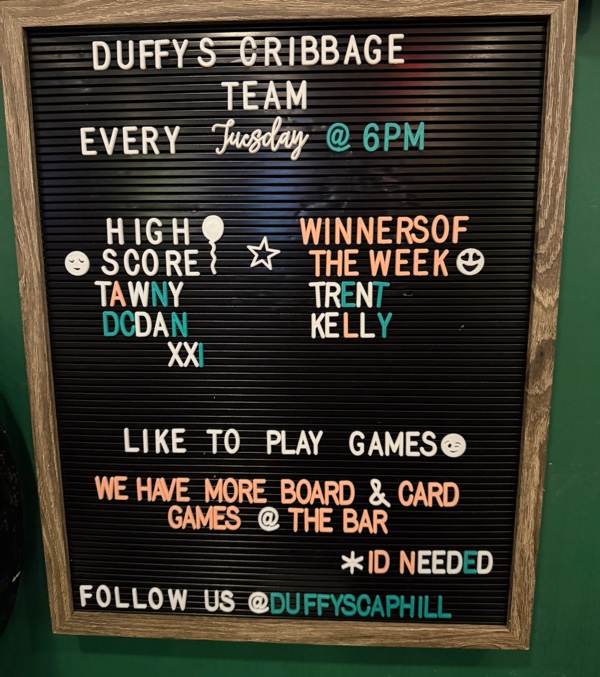 DUFFYS CRIBBAGE
TEAM
EVERY Tuesday @ 6PM
HIGH
SCORE
TAWNY
DCDAN
XXI
WINNERSOF
THE WEEK
TRENT
KELLY
LIKE TO PLAY GAMES
WE HAVE MORE BOARD & CARD
GAMES @ THE BAR
*ID NEEDED
FOLLOW US @DUFFYSCAPHILL